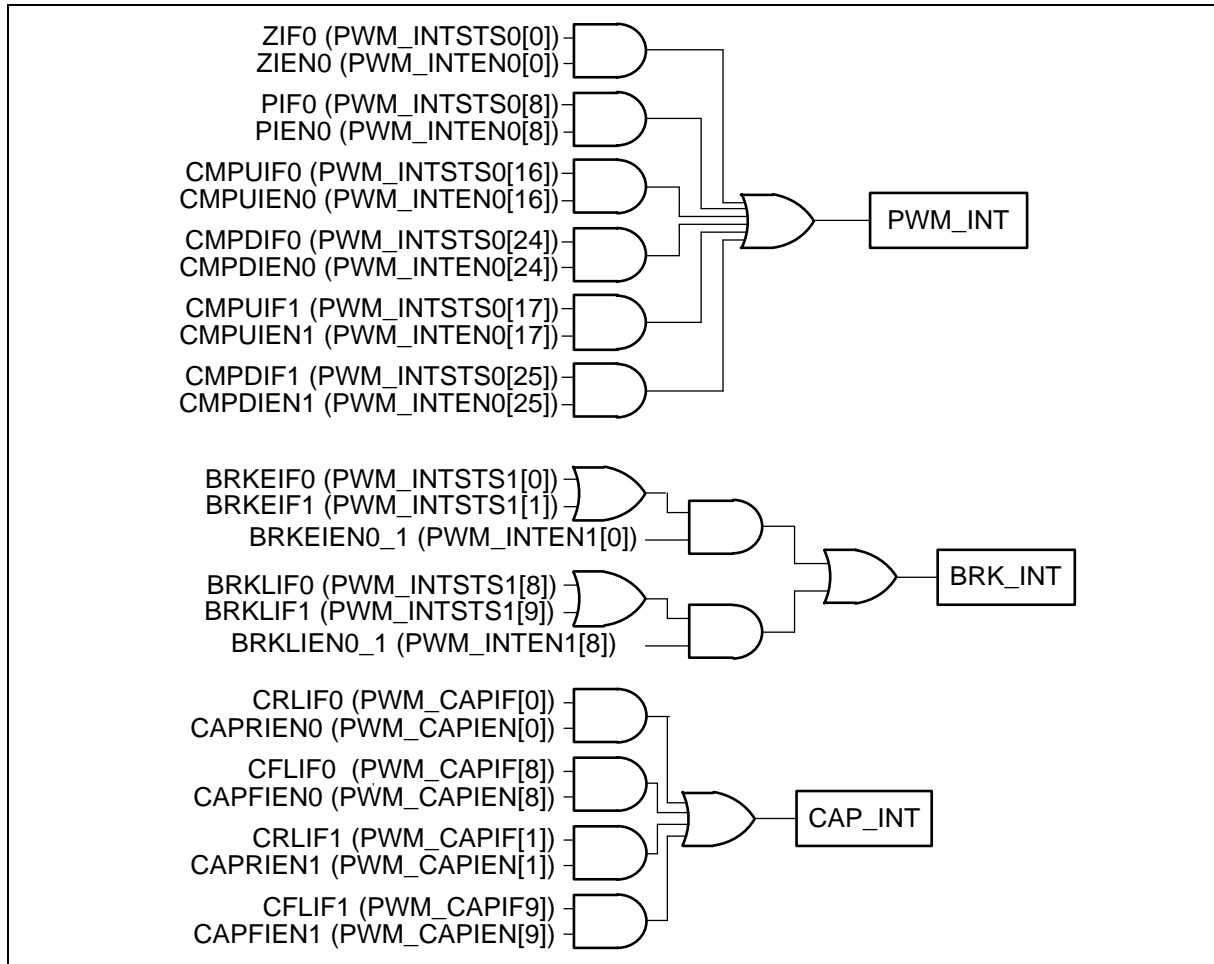 ZIF0 (PWM_INTSTS0[0])
ZIEN0 (PWM_INTEN0[0])
PIF0 (PWM_INTSTS0[8])
PIEN0 (PWM_INTEN0[8])
CMPUIF0 (PWM_INTSTS0[16])
CMPUIEN0 (PWM_INTEN0[16])
CMPDIF0 (PWM_INTSTS0[24])
CMPDIEN0 (PWM_INTEN0[24])
CMPUIF1 (PWM_INTSTS0[17])
CMPUIEN1 (PWM_INTEN0[17])
CMPDIF1 (PWM_INTSTS0[25])
CMPDIEN1 (PWM_INTEN0[25])
PWM_INT
BRKEIF0 (PWM_INTSTS1[0])
BRKEIF1 (PWM_INTSTS1[1])
BRKEIEN0_1 (PWM_INTEN1[0])
BRKLIF0 (PWM_INTSTS1[8])
BRKLIF1 (PWM_INTSTS1[9])
BRKLIEN0_1 (PWM_INTEN1[8])
BRK_INT
CRLIF0 (PWM_CAPIF[0])
CAPRIEN0 (PWM_CAPIEN[0])
CFLIF0 (PWM_CAPIF[8])
CAPFIEN0 (PWM_CAPIEN[8])
CRLIF1 (PWM_CAPIF[1])
CAPRIEN1 (PWM_CAPIEN[1])
CFLIF1 (PWM_CAPIF9])
CAPFIEN1 (PWM_CAPIEN[9])
CAP_INT